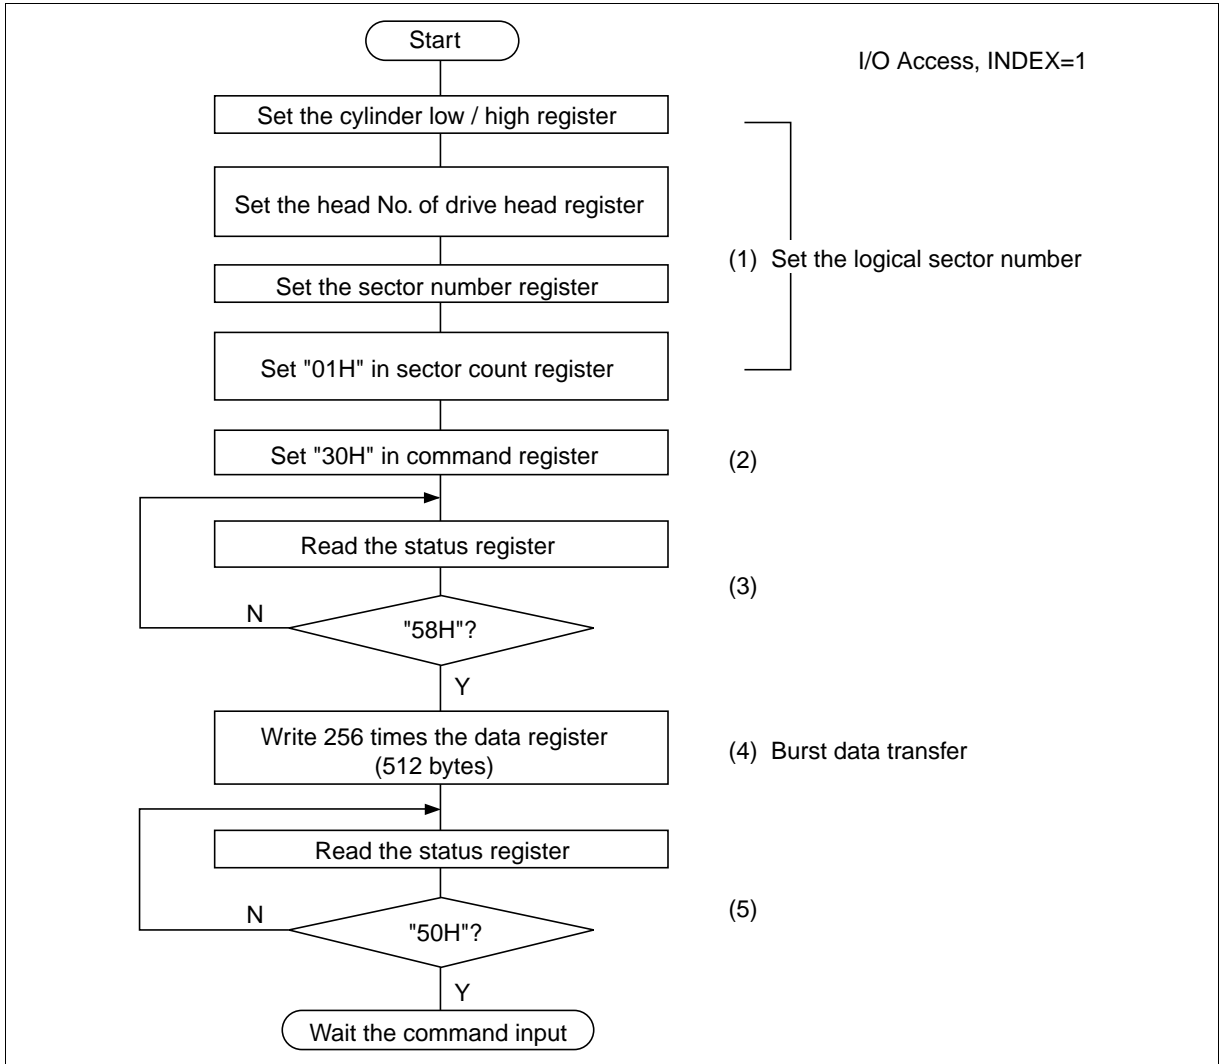 Start
I/O Access, INDEX=1
Set the cylinder low / high register
Set the head No. of drive head register
(1) Set the logical sector number
Set the sector number register
Set "01H" in sector count register
Set "30H" in command register
(2)
Read the status register
(3)
N
"58H"?
Y
Write 256 times the data register
(512 bytes)
(4) Burst data transfer
Read the status register
(5)
N
"50H"?
Y
Wait the command input